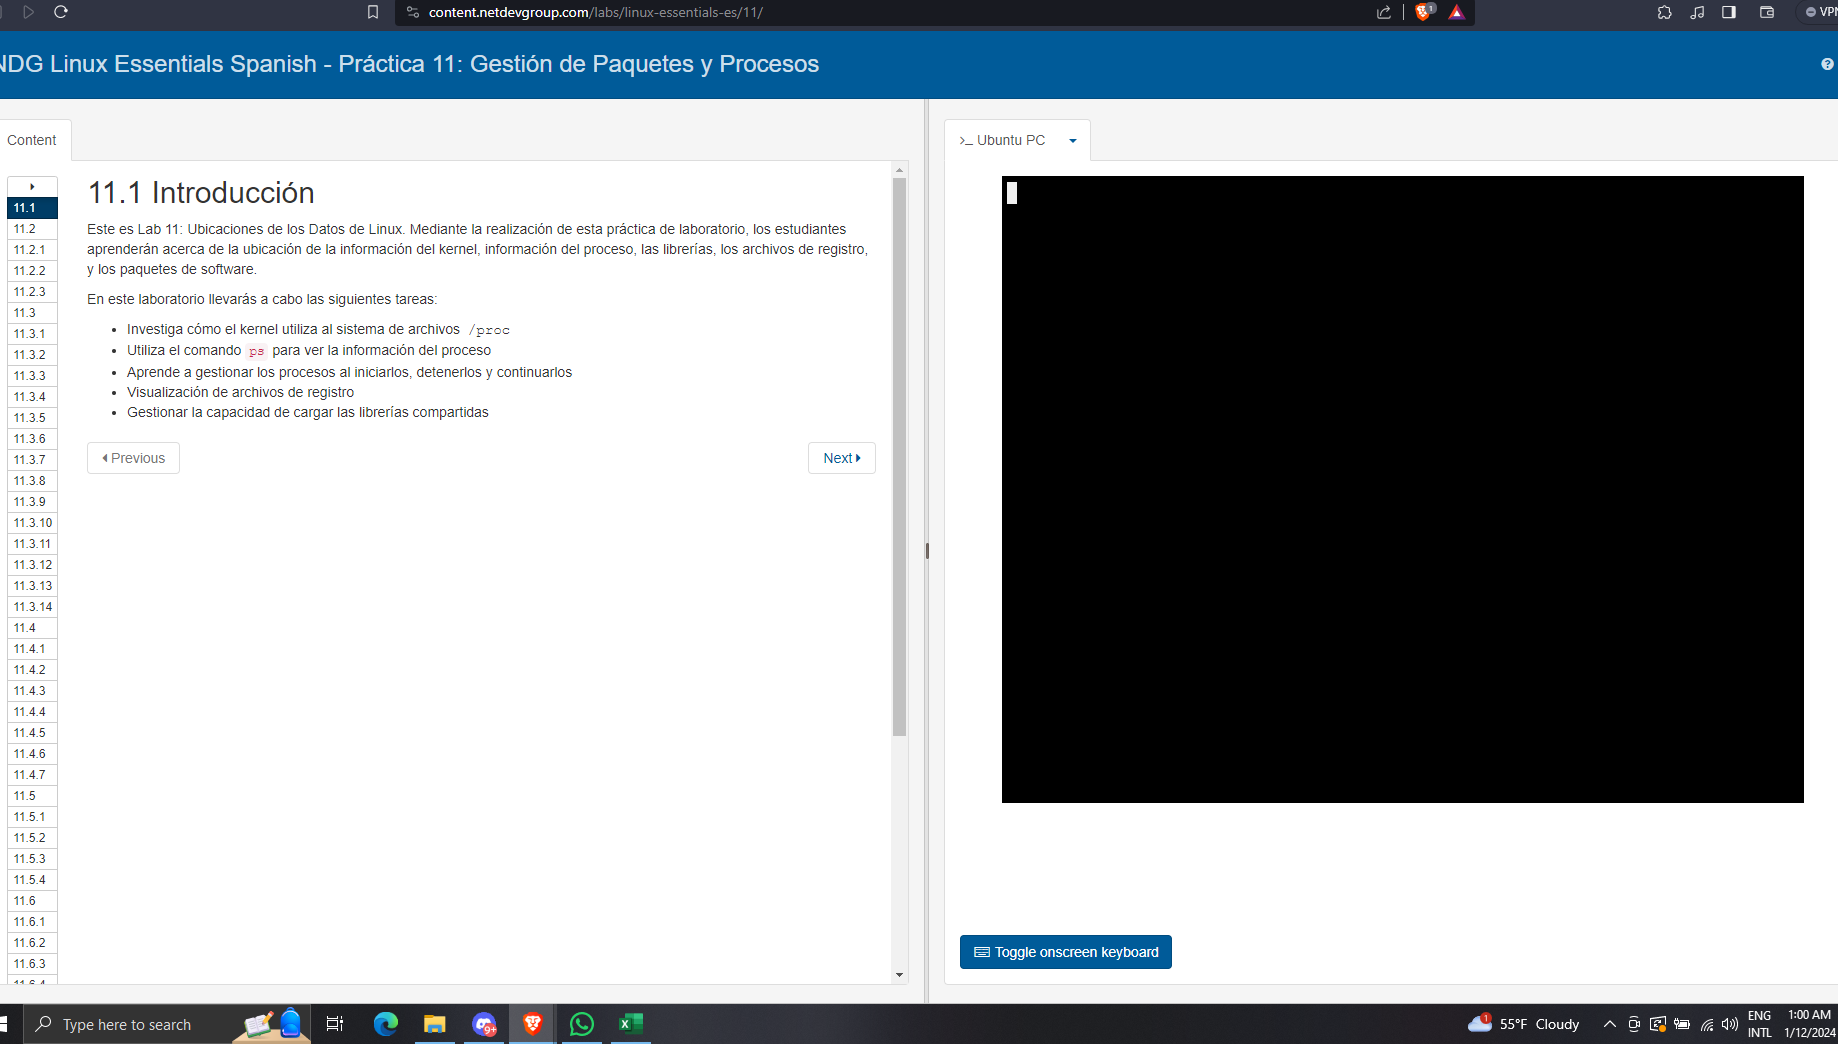 content.netdevgroup.com/labs/linux-essentials-es/11/
1
VPN
NDG Linux Essentials Spanish - Práctica 11: Gestión de Paquetes y Procesos
Content
>_ Ubuntu PC
11.1
11.2
11.2.1
11.2.2
11.2.3
11.3
11.3.1
11.3.2
11.3.3
11.3.4
11.3.5
11.3.6
11.3.7
11.3.8
11.3.9
11.3.10
11.3.11
11.3.12
11.3.13
11.3.14
11.4
11.4.1
11.4.2
11.4.3
11.4.4
11.4.5
11.4.6
11.4.7
11.5
11.5.1
11.5.2
11.5.3
11.5.4
11.6
11.6.1
11.6.2
11.6.3
11.6.4
11.1 Introducción
Este es Lab 11: Ubicaciones de los Datos de Linux. Mediante la realización de esta práctica de laboratorio, los estudiantes
aprenderán acerca de la ubicación de la información del kernel, información del proceso, las librerías, los archivos de registro,
y los paquetes de software.
En este laboratorio llevarás a cabo las siguientes tareas:
• Investiga cómo el kernel utiliza al sistema de archivos /proc
• Utiliza el comando ps para ver la información del proceso
• Aprende a gestionar los procesos al iniciarlos, detenerlos y continuarlos
• Visualización de archivos de registro
• Gestionar la capacidad de cargar las librerías compartidas
Previous
Next
Toggle onscreen keyboard
Type here to search
9+
1
55°F Cloudy
ENG
INTL
1:00 AM
1/12/2024